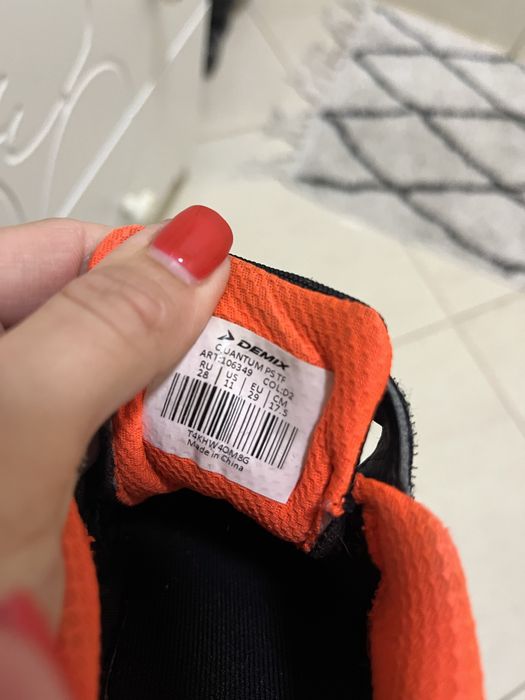 DEMIX
QUANTUM PS TF
ART:106349 COL:D2
RU | US | EU | CM
28 | 11 | 29 | 17.5
T4KHW4OM8G
Made in China